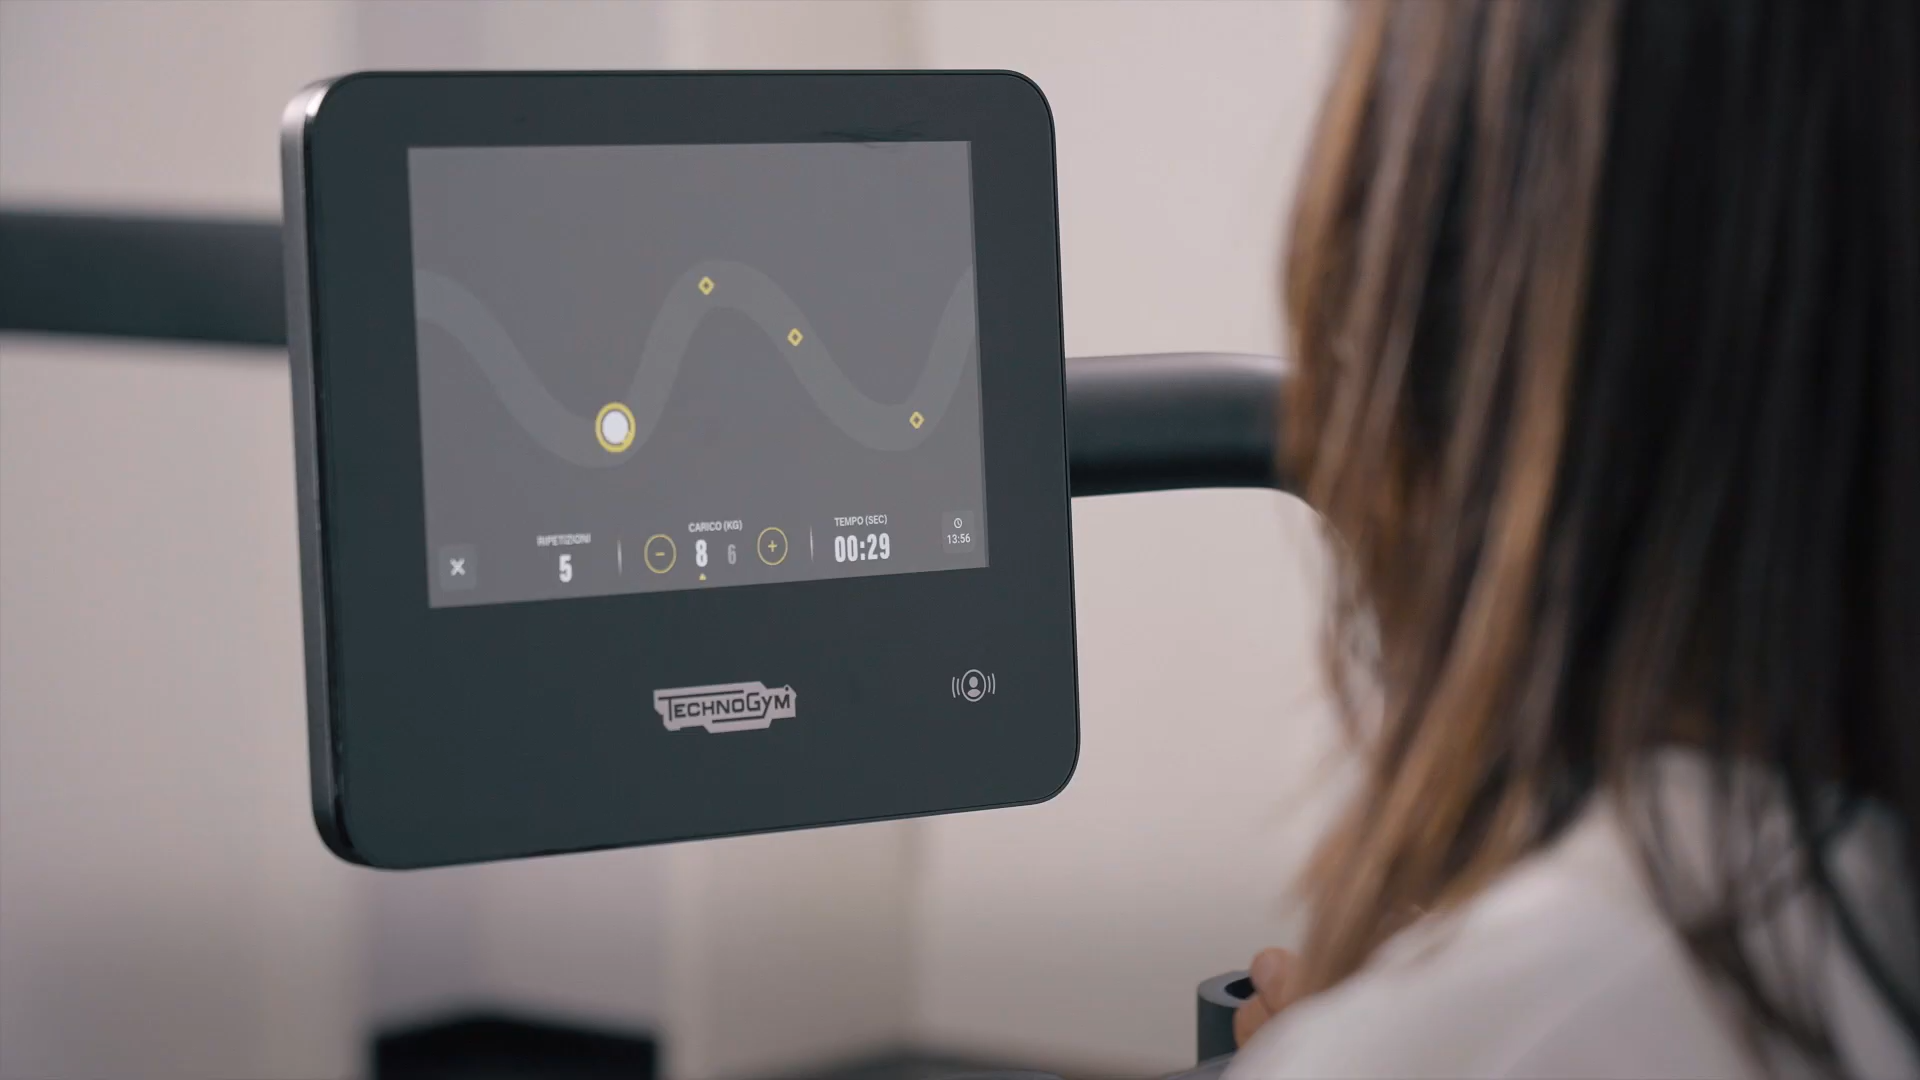 RIPETIZIONI
5
CARICO (KG)
8 6
TEMPO (SEC)
00:29
13:56
TECHNOGYM